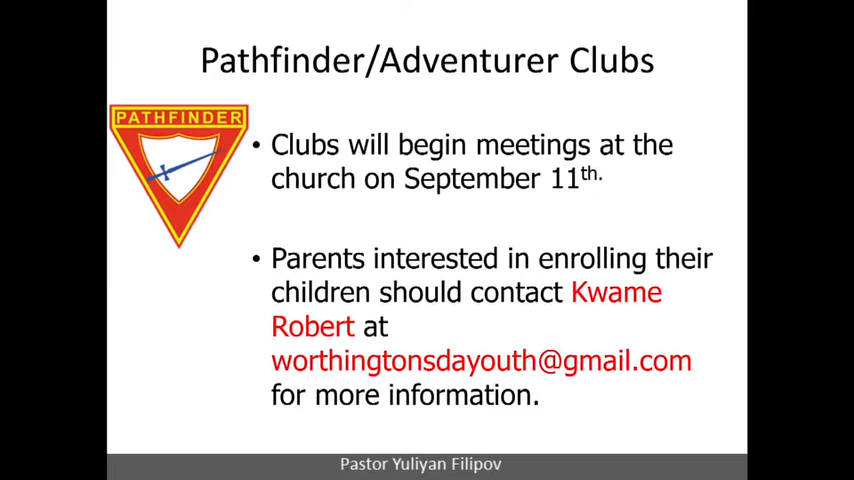 Pathfinder/Adventurer Clubs
PATHFINDER
• Clubs will begin meetings at the
church on September 11th.
• Parents interested in enrolling their
children should contact Kwame
Robert at
worthingtonsdayouth@gmail.com
for more information.
Pastor Yuliyan Filipov